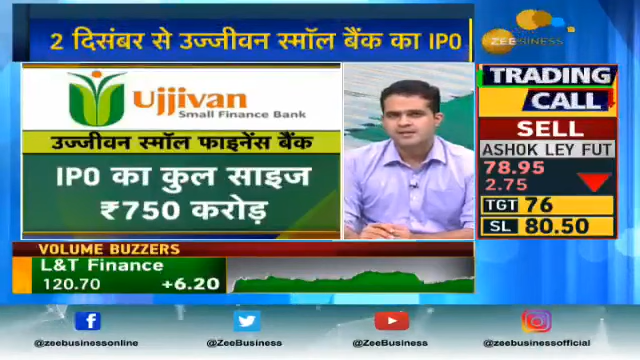 2 दिसंबर से उज्जीवन स्मॉल बैंक का IPO
ZEEBUSINESS
Ujjivan
Small Finance Bank
उज्जीवन स्मॉल फाइनेंस बैंक
IPO का कुल साइज
₹750 करोड़
TRADING
CALL
SELL
ASHOK LEY FUT
78.95
2.75
TGT 76
SL 80.50
VOLUME BUZZERS
L&T Finance
120.70 +6.20
@zeebusinessonline
@ZeeBusiness
@zeebusiness
@zeebusinessofficial